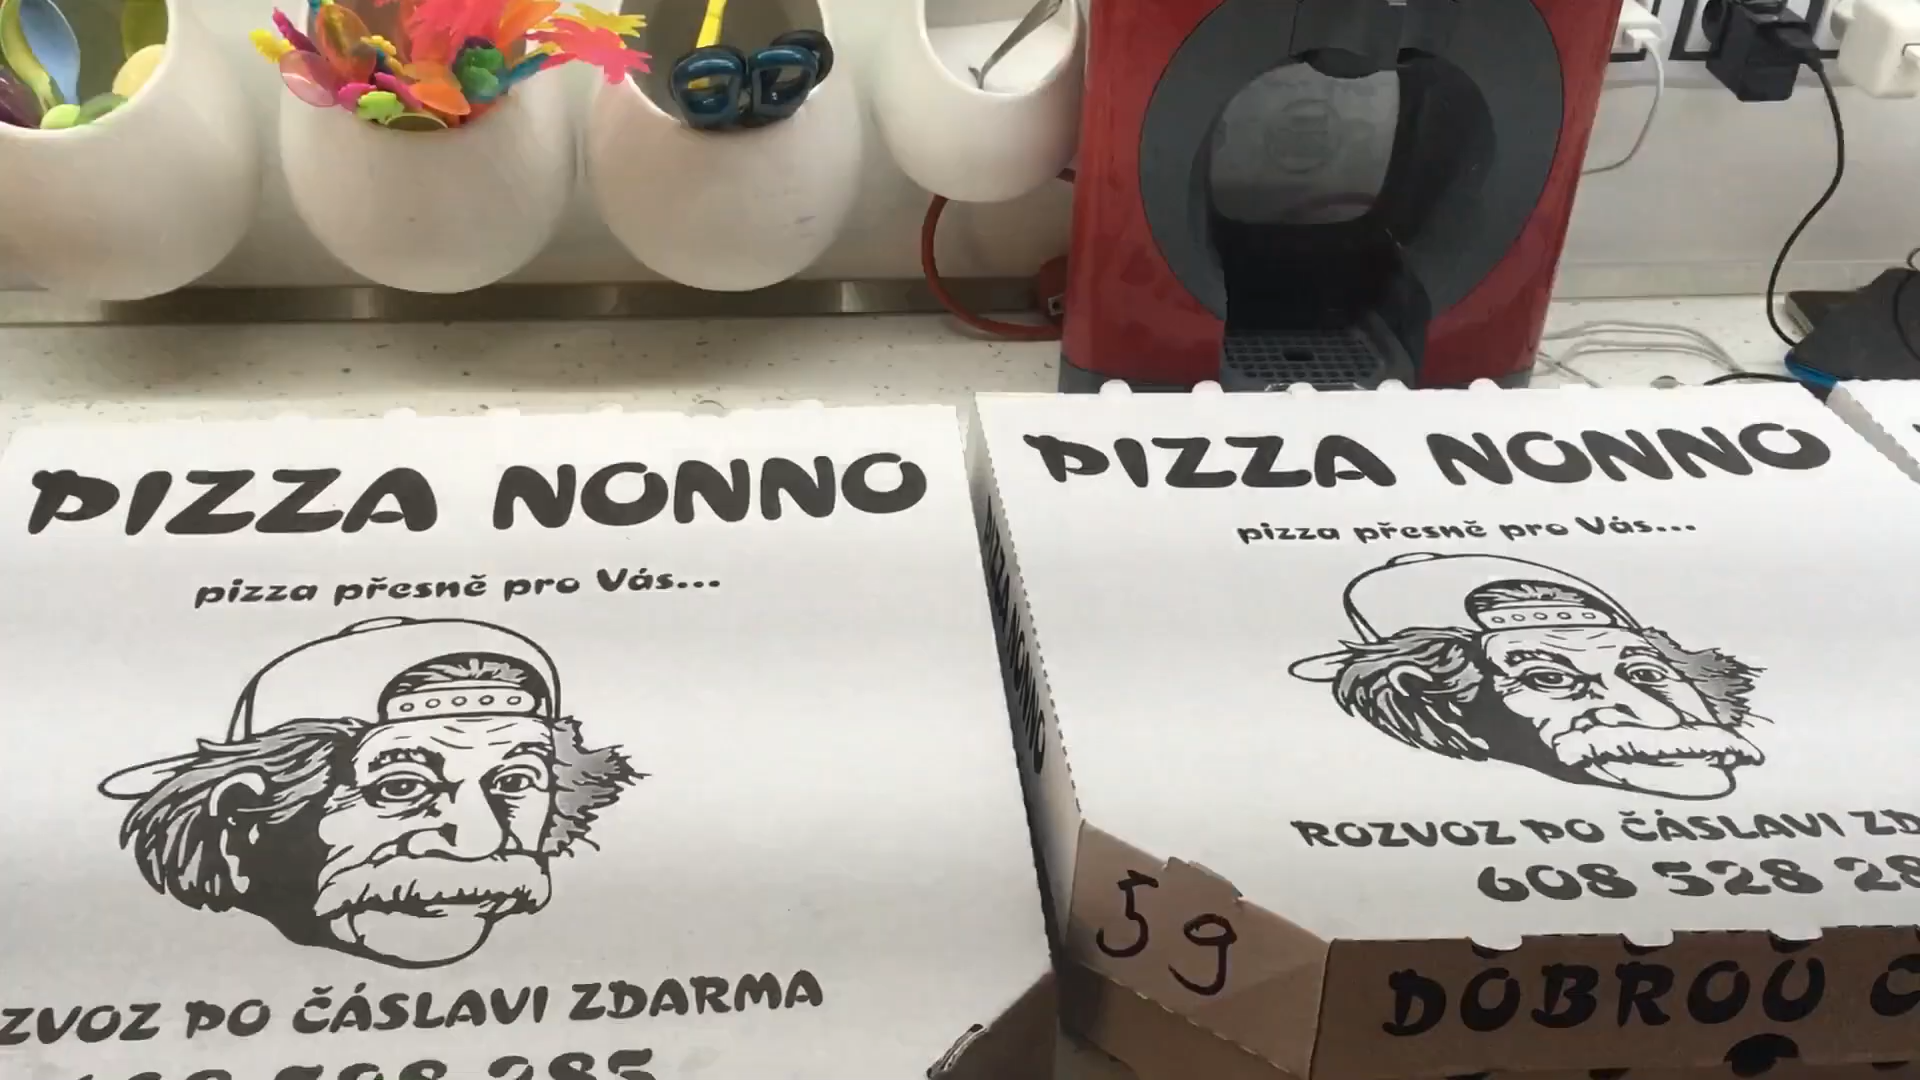 PIZZA NONNO
pizza přesně pro Vás...
ZVOZ PO ČÁSLAVI ZDARMA
285
PIZZA NONNO
pizza přesně pro Vás...
ROZVOZ PO ČÁSLAVI ZD
608 528 28
PIZZA NONNO
59
DOBROU C